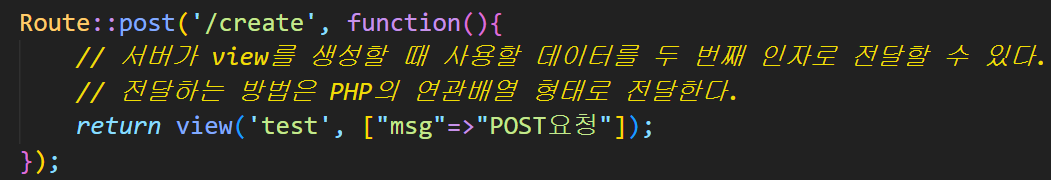 Route::post('/create', function(){
// 서버가 view를 생성할 때 사용할 데이터를 두 번째 인자로 전달할 수 있다.
// 전달하는 방법은 PHP의 연관배열 형태로 전달한다.
return view('test', ["msg"=>"POST요청"]);
});